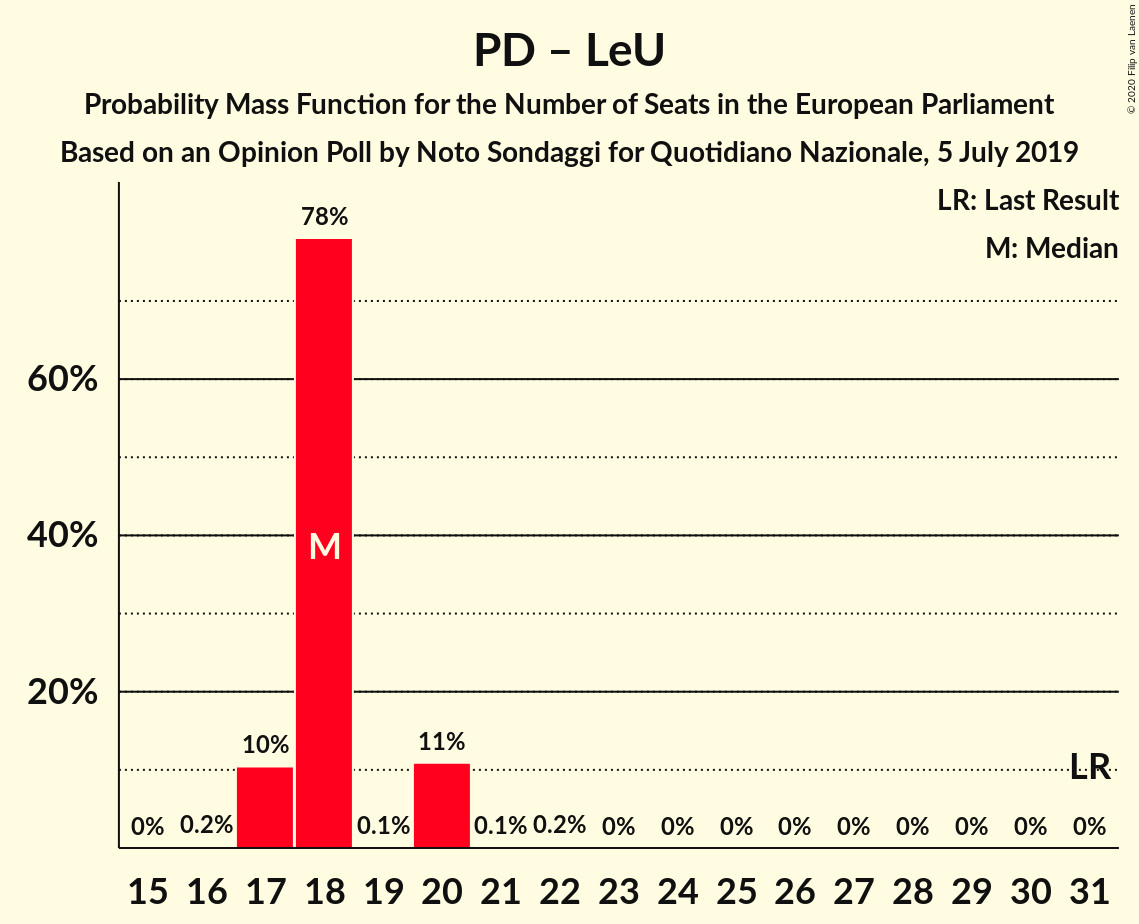 PD – LeU
Probability Mass Function for the Number of Seats in the European Parliament
Based on an Opinion Poll by Noto Sondaggi for Quotidiano Nazionale, 5 July 2019
© 2020 Filip van Laenen
LR: Last Result
M: Median
78%
60%
40%
M
20%
10%
11%
LR
0% 0.2% 0.1% 0.1% 0.2% 0% 0% 0% 0% 0% 0% 0% 0% 0%
15 16 17 18 19 20 21 22 23 24 25 26 27 28 29 30 31